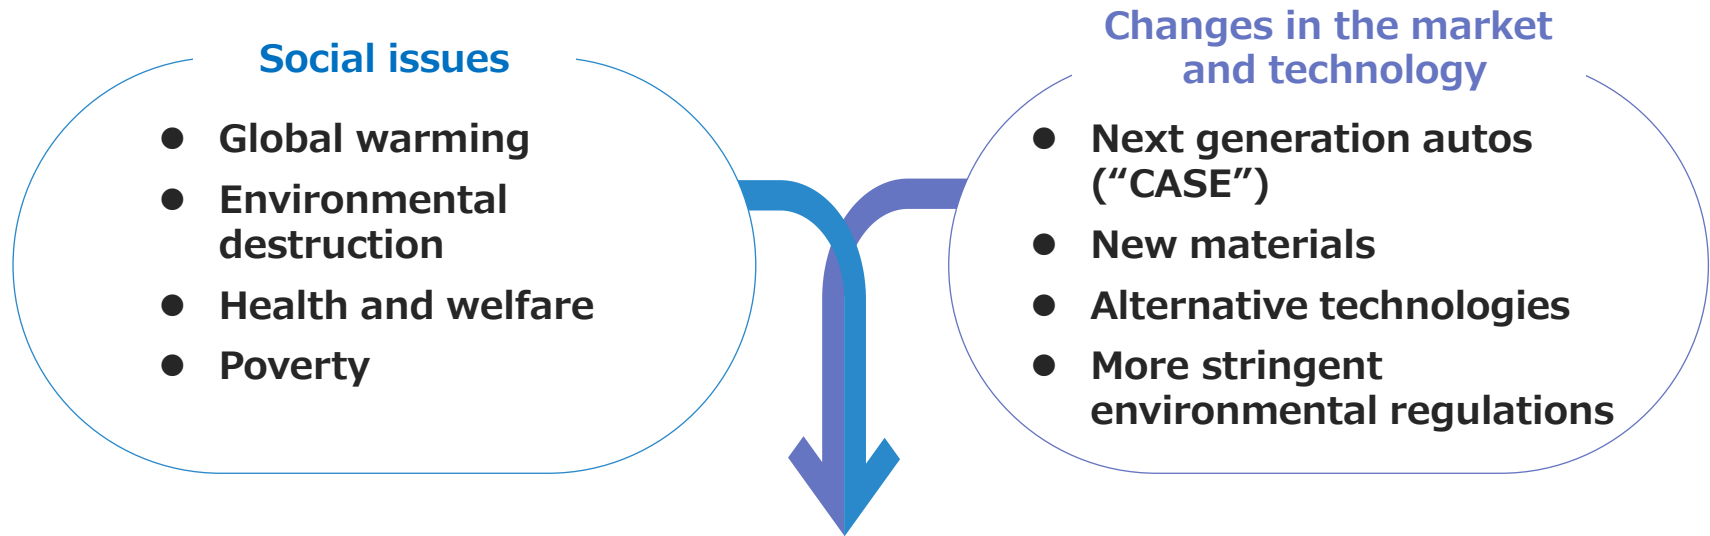 Social issues
● Global warming
● Environmental
destruction
● Health and welfare
● Poverty
Changes in the market
and technology
● Next generation autos
(“CASE”)
● New materials
● Alternative technologies
● More stringent
environmental regulations